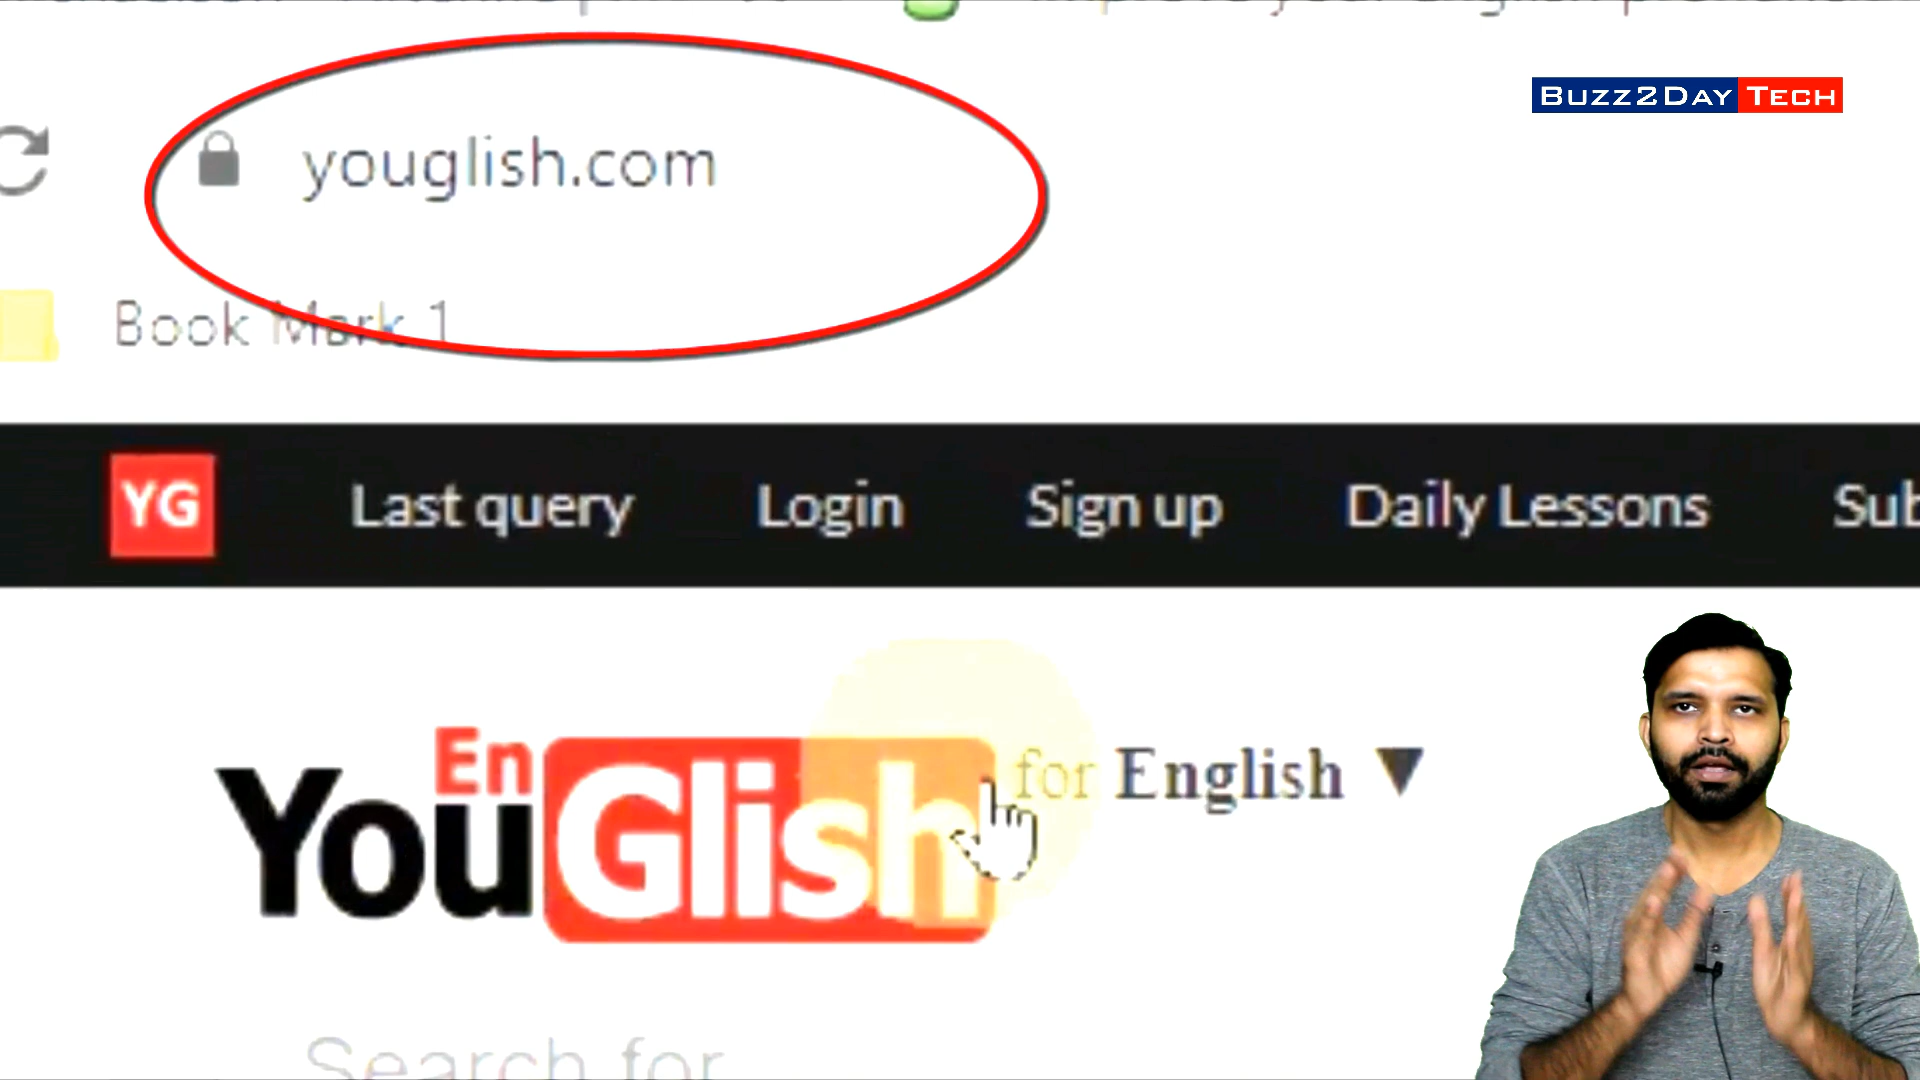 Buzz2Day Tech
youglish.com
Book Mark 1
YG Last query Login Sign up Daily Lessons
En
YouGlish for English ▼
Search for